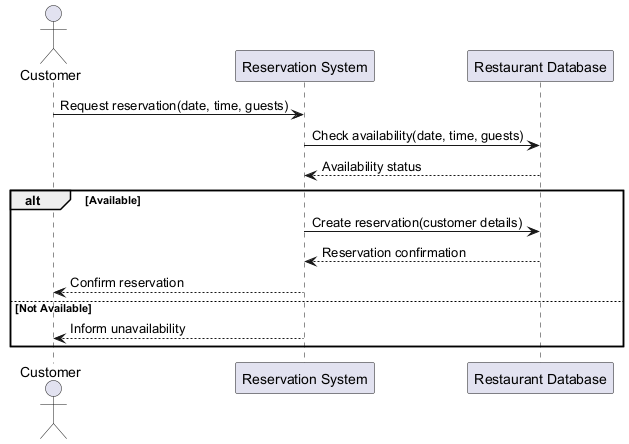 Customer
Reservation System
Restaurant Database
Request reservation(date, time, guests)
Check availability(date, time, guests)
Availability status
alt
[Available]
Create reservation(customer details)
Reservation confirmation
Confirm reservation
[Not Available]
Inform unavailability
Customer
Reservation System
Restaurant Database